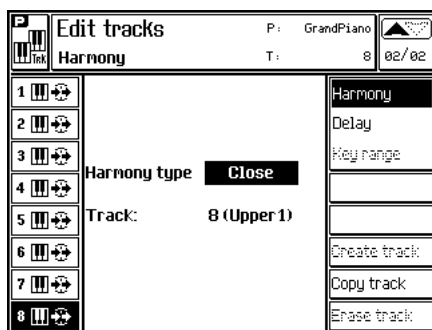 P Edit tracks P: GrandPiano
TRK Harmony T: 8 02/02
1 Harmony
2 Delay
3 Key range
4 Harmony type Close
5 Track: 8 (Upper1)
6 Create track
7 Copy track
8 Erase track